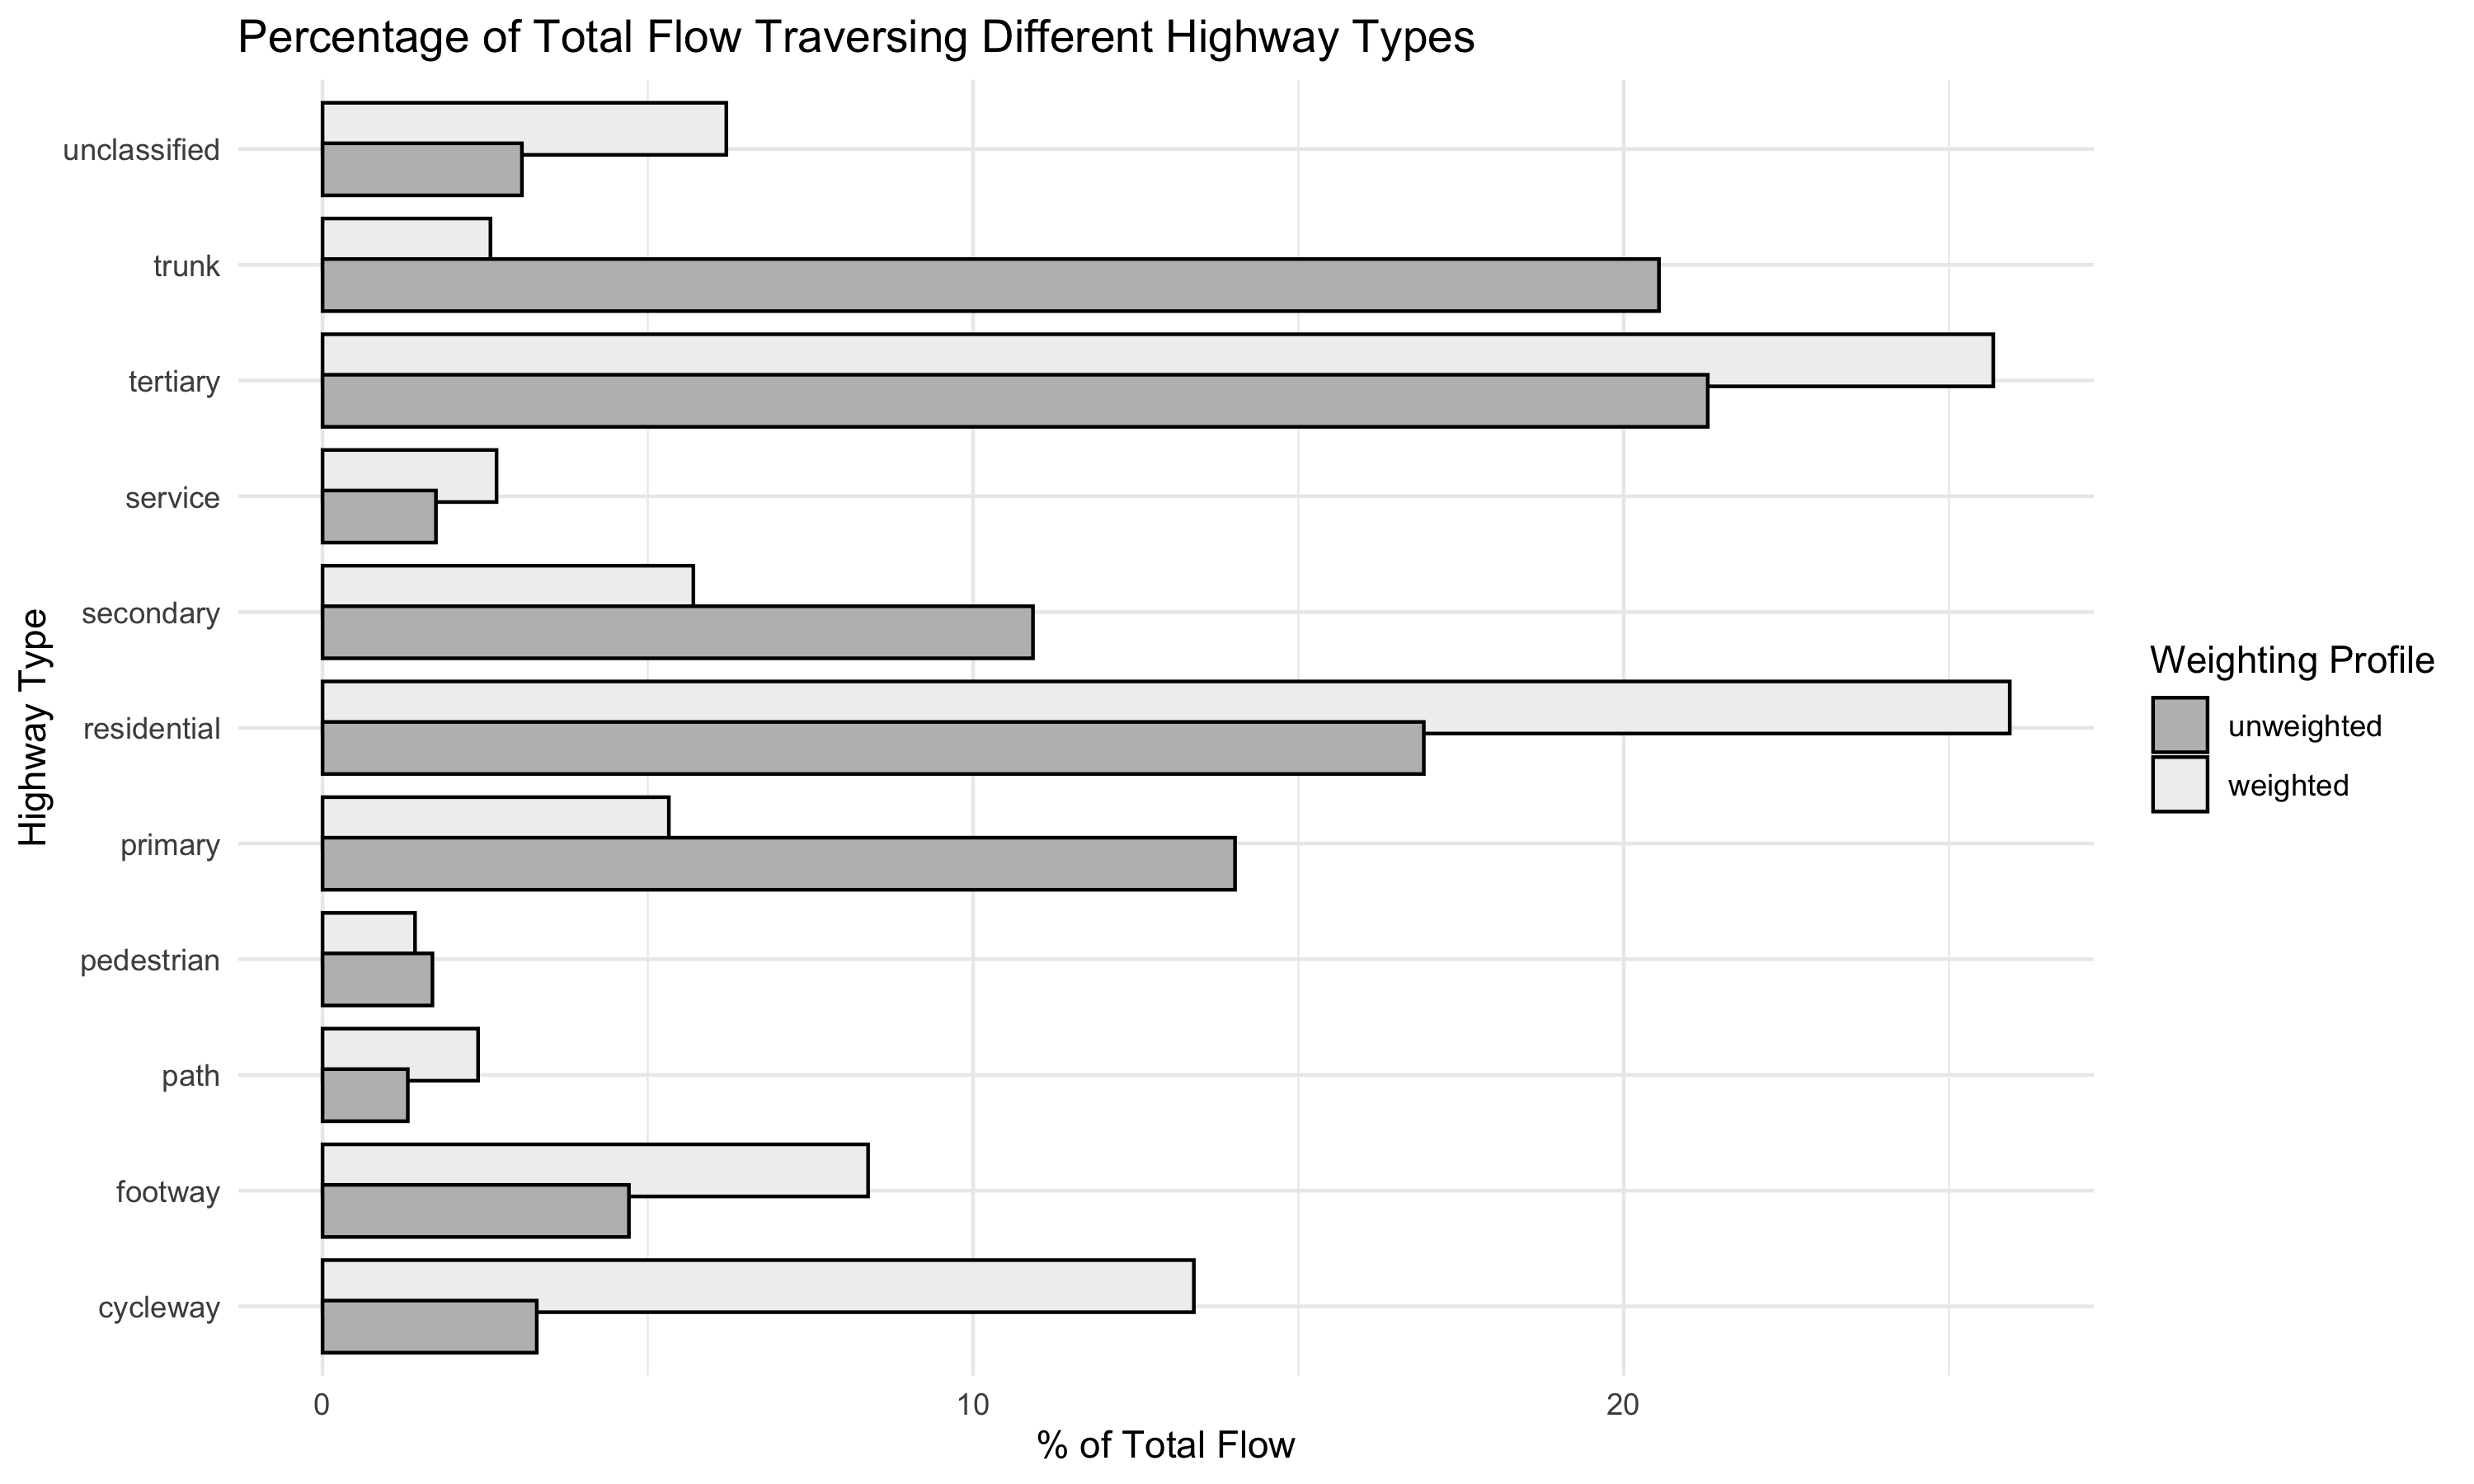 Percentage of Total Flow Traversing Different Highway Types
Highway Type
unclassified
trunk
tertiary
service
secondary
residential
primary
pedestrian
path
footway
cycleway
0
10
20
% of Total Flow
Weighting Profile
unweighted
weighted